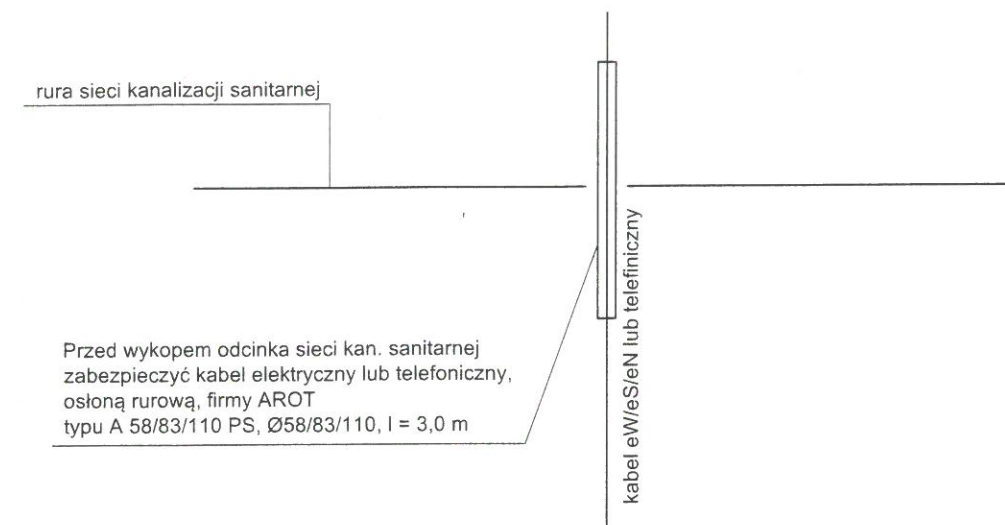 rura sieci kanalizacji sanitarnej
kabel eW/eS/eN lub telefiniczny
Przed wykopem odcinka sieci kan. sanitarnej
zabezpieczyć kabel elektryczny lub telefoniczny,
osłoną rurową, firmy AROT
typu A 58/83/110 PS, Ø58/83/110, l = 3,0 m